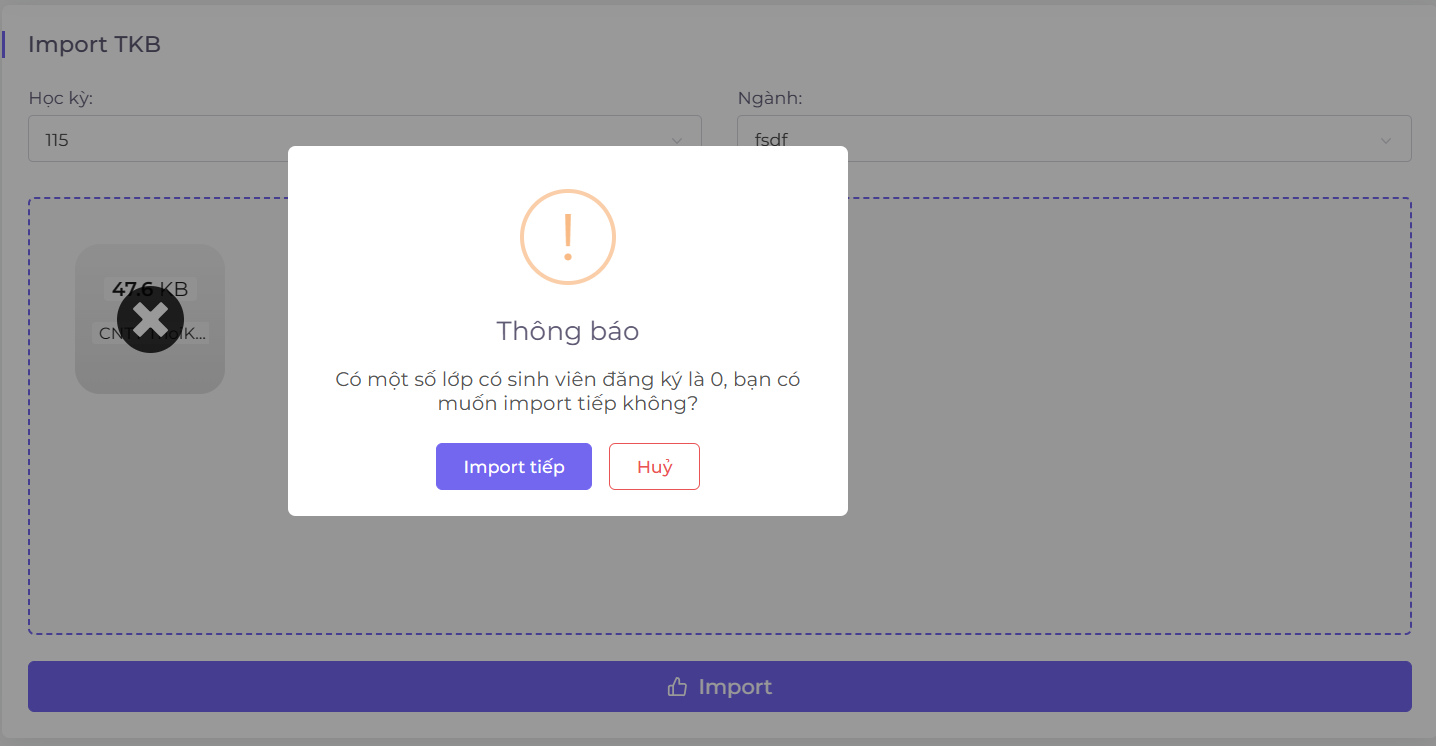 Import TKB
Học kỳ:
Ngành:
115
fsdf
47.6 KB
Thông báo
Có một số lớp có sinh viên đăng ký là 0, bạn có
muốn import tiếp không?
Import tiếp
Huỷ
Import